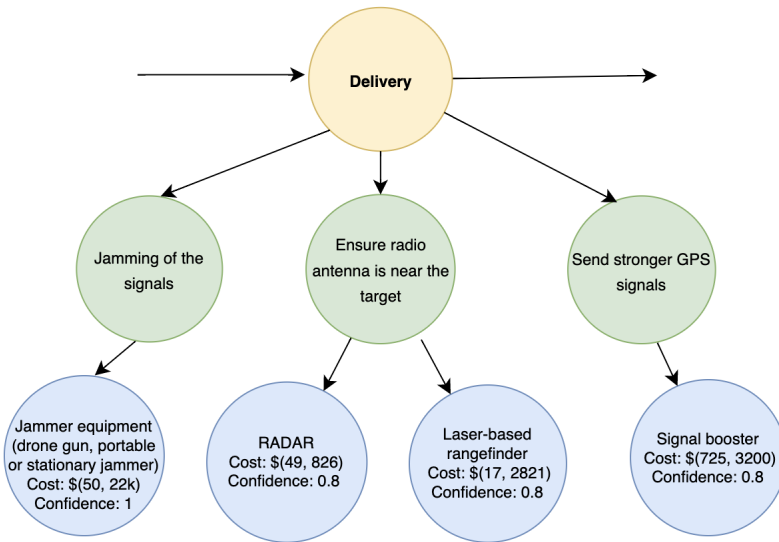 Delivery
Jamming of the
signals
Ensure radio
antenna is near the
target
Send stronger GPS
signals
Jammer equipment
(drone gun, portable
or stationary jammer)
Cost: $(50, 22k)
Confidence: 1
RADAR
Cost: $(49, 826)
Confidence: 0.8
Laser-based
rangefinder
Cost: $(17, 2821)
Confidence: 0.8
Signal booster
Cost: $(725, 3200)
Confidence: 0.8